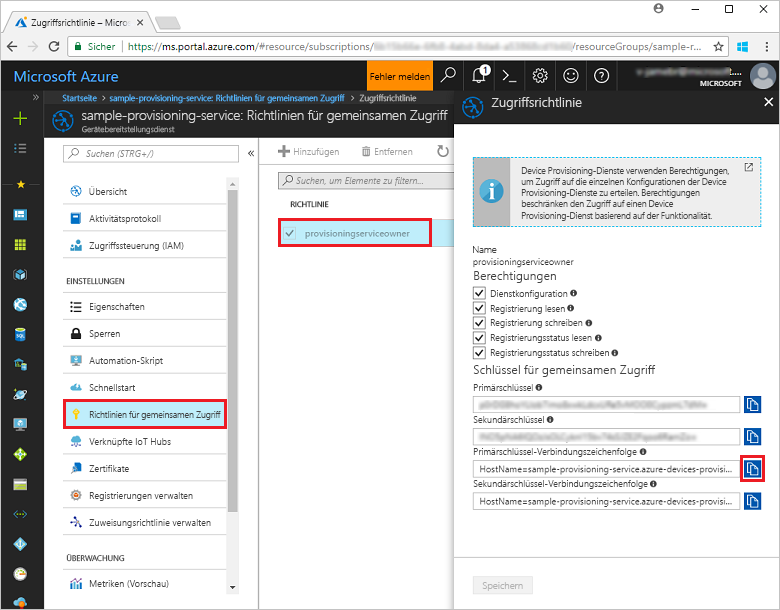 Zugriffsrichtlinie – Micros
Sicher
https://ms.portal.azure.com/#resource/subscriptions/
/resourceGroups/sample-r...
Microsoft Azure
Fehler melden
1
MICROSOFT
Startseite > sample-provisioning-service: Richtlinien für gemeinsamen Zugriff > Zugriffsrichtlinie
sample-provisioning-service: Richtlinien für gemeinsamen Zugriff
Gerätebereitstellungsdienst
Suchen (STRG+/)
Übersicht
Aktivitätsprotokoll
Zugriffssteuerung (IAM)
EINSTELLUNGEN
Eigenschaften
Sperren
Automation-Skript
Schnellstart
Richtlinien für gemeinsamen Zugriff
Verknüpfte IoT Hubs
Zertifikate
Registrierungen verwalten
Zuweisungsrichtlinie verwalten
ÜBERWACHUNG
Metriken (Vorschau)
Hinzufügen
Entfernen
Suchen, um Elemente zu filtern...
RICHTLINIE
provisioningserviceowner
Zugriffsrichtlinie
Device Provisioning-Dienste verwenden Berechtigungen,
um Zugriff auf die einzelnen Konfigurationen der Device
Provisioning-Dienste zu erteilen. Berechtigungen
beschränken den Zugriff auf einen Device
Provisioning-Dienst basierend auf der Funktionalität.
Name
provisioningserviceowner
Berechtigungen
Dienstkonfiguration
Registrierung lesen
Registrierung schreiben
Registrierungsstatus lesen
Registrierungsstatus schreiben
Schlüssel für gemeinsamen Zugriff
Primärschlüssel
Sekundärschlüssel
Primärschlüssel-Verbindungszeichenfolge
HostName=sample-provisioning-service.azure-devices-provisi...
Sekundärschlüssel-Verbindungszeichenfolge
HostName=sample-provisioning-service.azure-devices-provisi...
Speichern